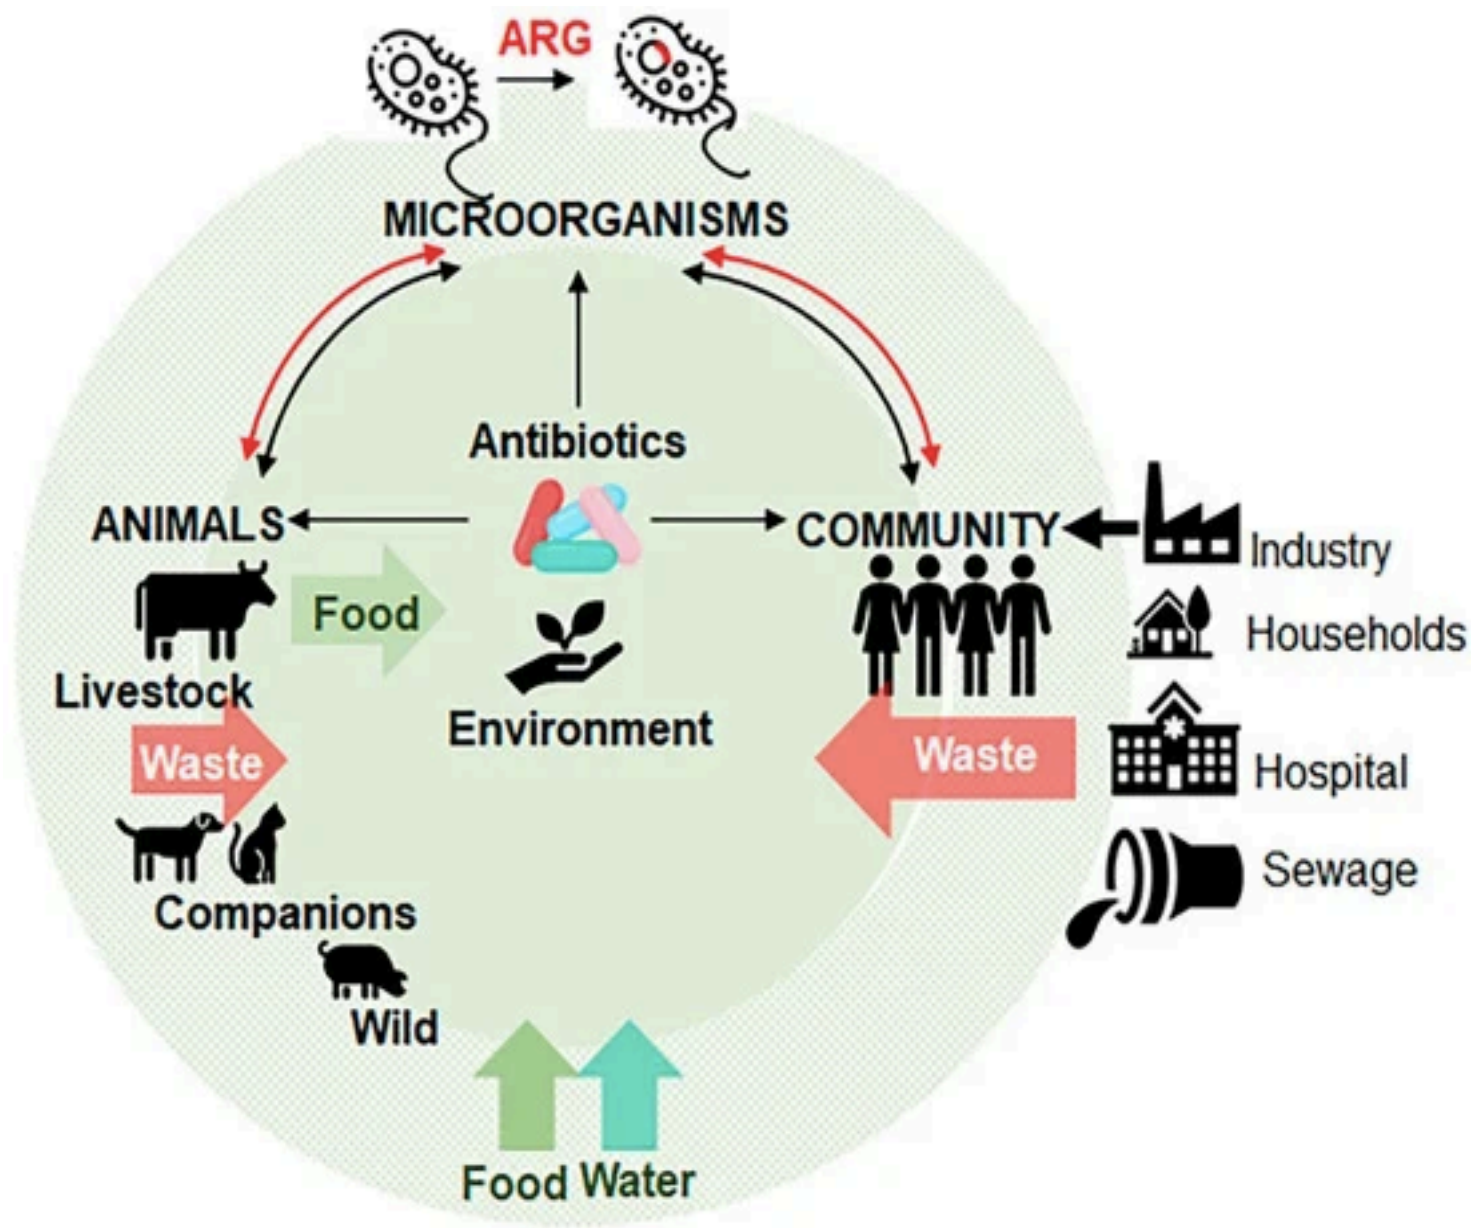 ARG
MICROORGANISMS
Antibiotics
ANIMALS
COMMUNITY
Industry
Food
Households
Livestock
Environment
Waste
Waste
Hospital
Sewage
Companions
Wild
Food Water